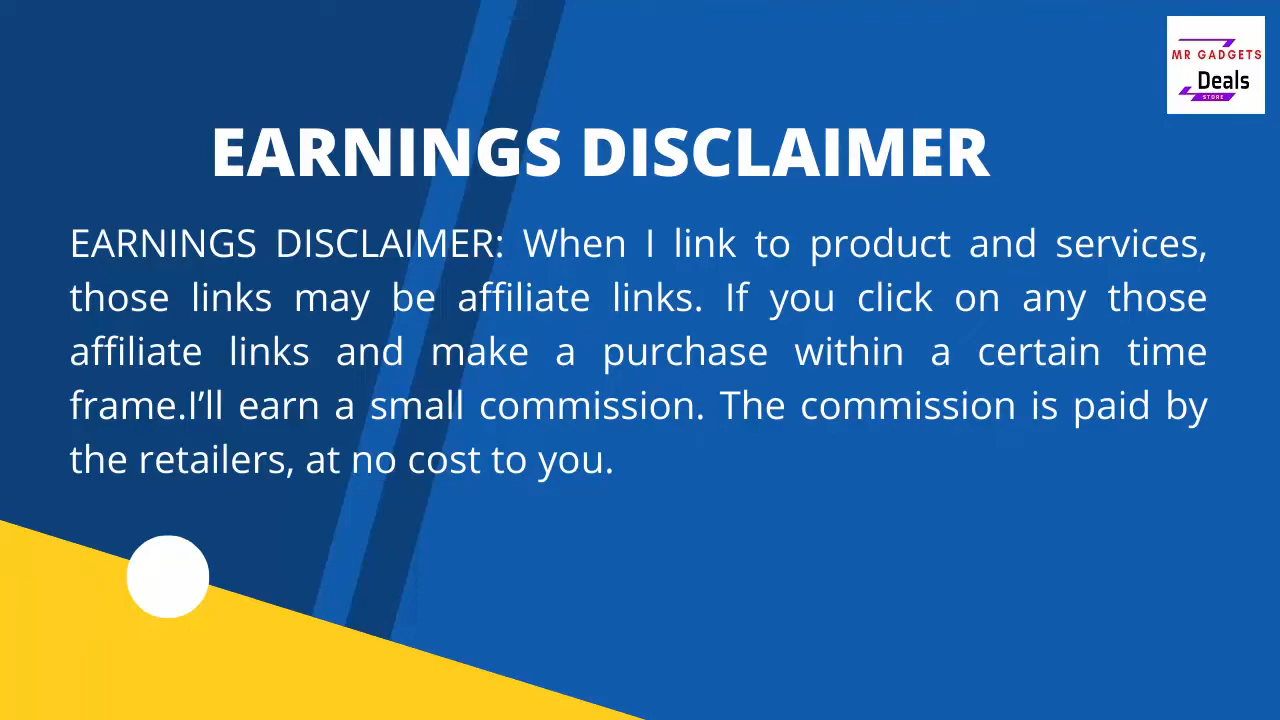 MR GADGETS
Deals
STORE
EARNINGS DISCLAIMER
EARNINGS DISCLAIMER: When I link to product and services,
those links may be affiliate links. If you click on any those
affiliate links and make a purchase within a certain time
frame.I’ll earn a small commission. The commission is paid by
the retailers, at no cost to you.